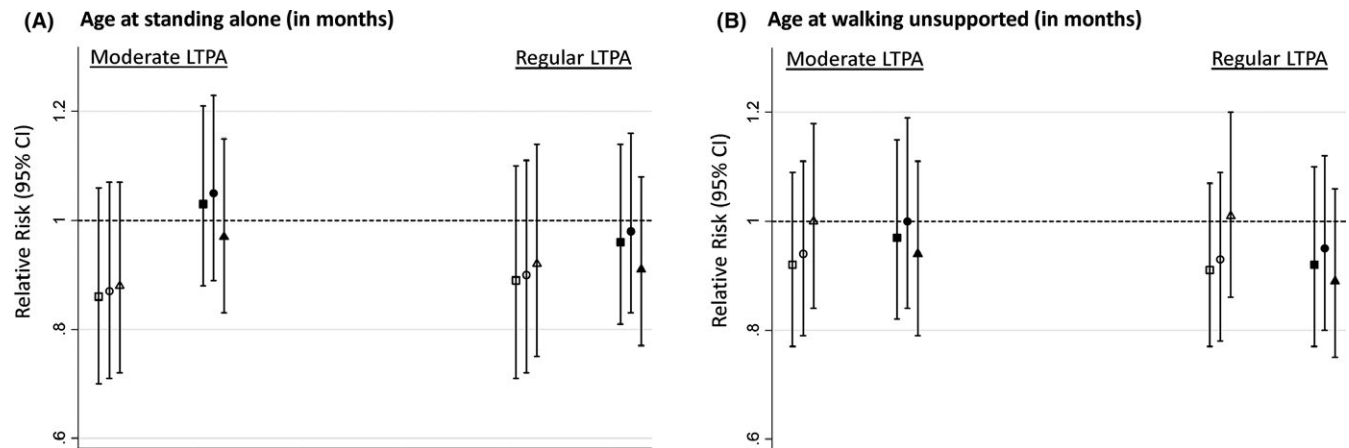 (A) Age at standing alone (in months)
Moderate LTPA
Regular LTPA
Relative Risk (95% CI)
1.2
1
.8
.6
(B) Age at walking unsupported (in months)
Moderate LTPA
Regular LTPA
Relative Risk (95% CI)
1.2
1
.8
.6